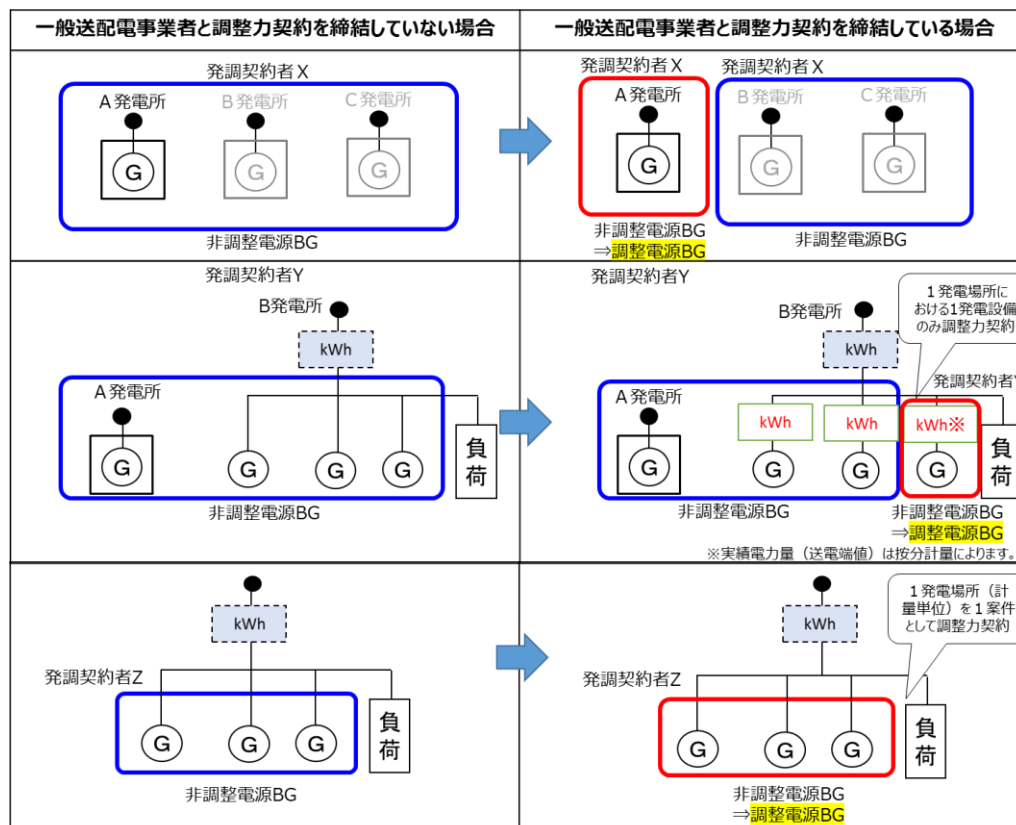 一般送配電事業者と調整力契約を締結していない場合
一般送配電事業者と調整力契約を締結している場合
発調契約者X
A発電所
B発電所
C発電所
G
G
G
非調整電源BG
発調契約者X
発調契約者X
A発電所
B発電所
C発電所
G
G
G
非調整電源BG
⇒調整電源BG
非調整電源BG
発調契約者Y
B発電所
kWh
A発電所
G
G
G
G
負荷
非調整電源BG
発調契約者Y
1発電場所に
おける1発電設備
のみ調整力契約
B発電所
kWh
発調契約者Y
A発電所
kWh
kWh
kWh※
G
G
G
G
負荷
非調整電源BG
非調整電源BG
⇒調整電源BG
※実績電力量（送電端値）は按分計量によります。
kWh
発調契約者Z
G
G
G
負荷
非調整電源BG
1発電場所（計
量単位）を1案件
として調整力契約
kWh
発調契約者Z
G
G
G
負荷
非調整電源BG
⇒調整電源BG